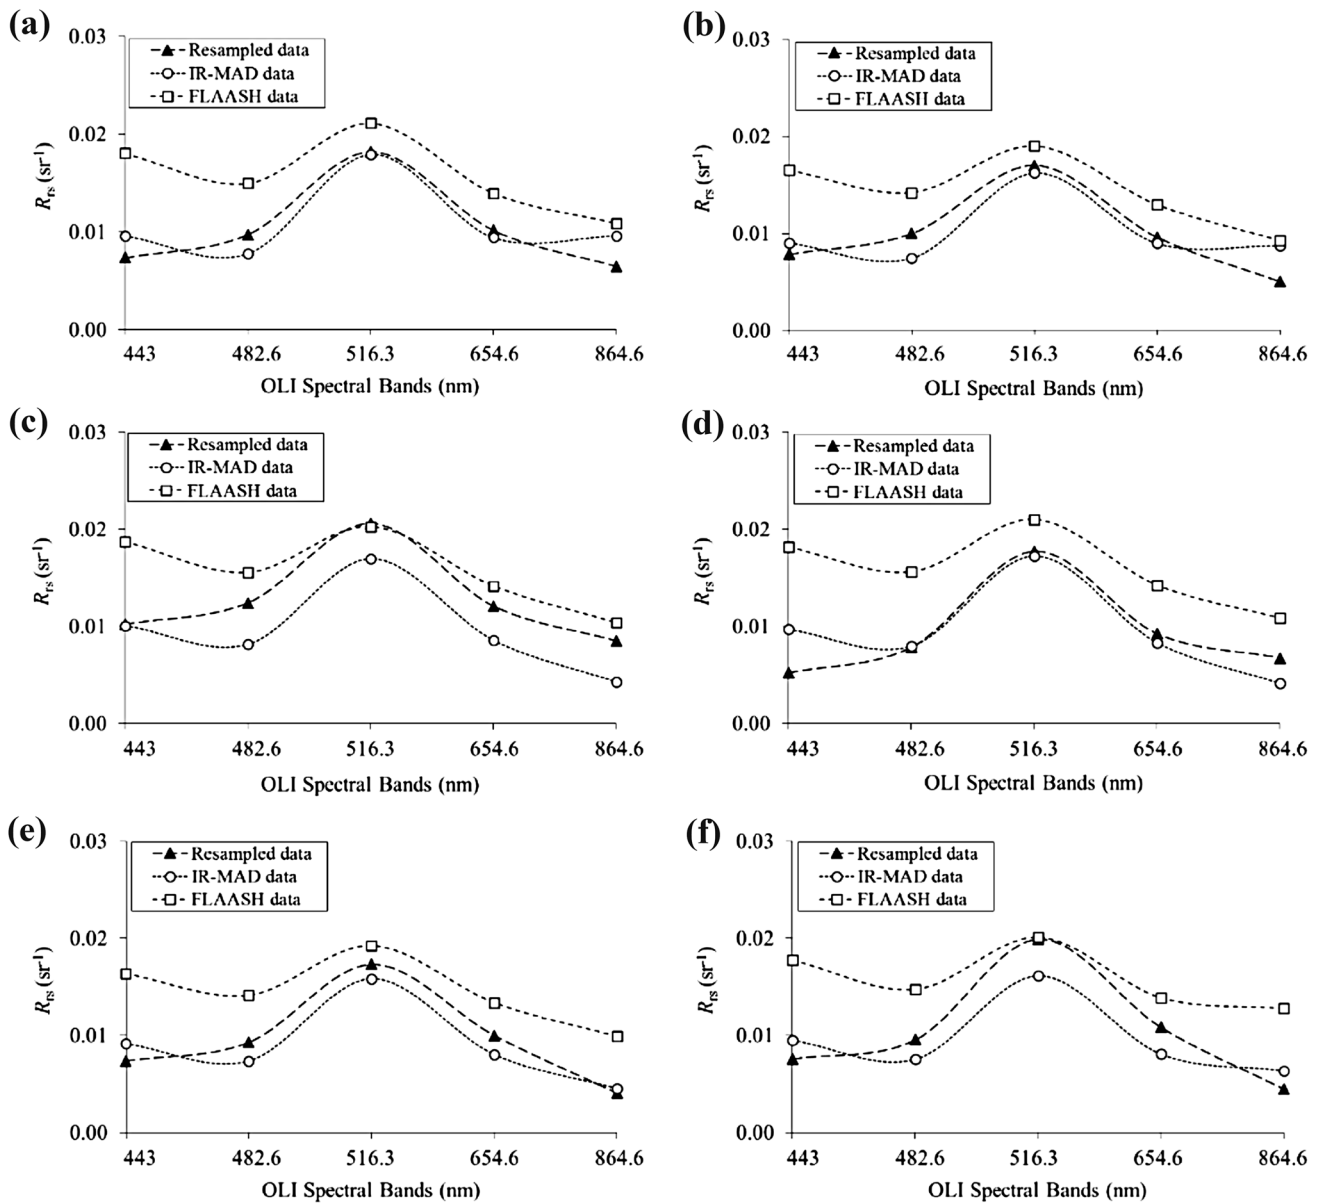 (a)
0.03
Resampled data
IR-MAD data
FLAASH data
0.02
0.01
0.00
Rrs (sr-1)
443 482.6 516.3 654.6 864.6
OLI Spectral Bands (nm)
(b)
0.03
Resampled data
IR-MAD data
FLAASH data
0.02
0.01
0.00
Rrs (sr-1)
443 482.6 516.3 654.6 864.6
OLI Spectral Bands (nm)
(c)
0.03
Resampled data
IR-MAD data
FLAASH data
0.02
0.01
0.00
Rrs (sr-1)
443 482.6 516.3 654.6 864.6
OLI Spectral Bands (nm)
(d)
0.03
Resampled data
IR-MAD data
FLAASH data
0.02
0.01
0.00
Rrs (sr-1)
443 482.6 516.3 654.6 864.6
OLI Spectral Bands (nm)
(e)
0.03
Resampled data
IR-MAD data
FLAASH data
0.02
0.01
0.00
Rrs (sr-1)
443 482.6 516.3 654.6 864.6
OLI Spectral Bands (nm)
(f)
0.03
Resampled data
IR-MAD data
FLAASH data
0.02
0.01
0.00
Rrs (sr-1)
443 482.6 516.3 654.6 864.6
OLI Spectral Bands (nm)